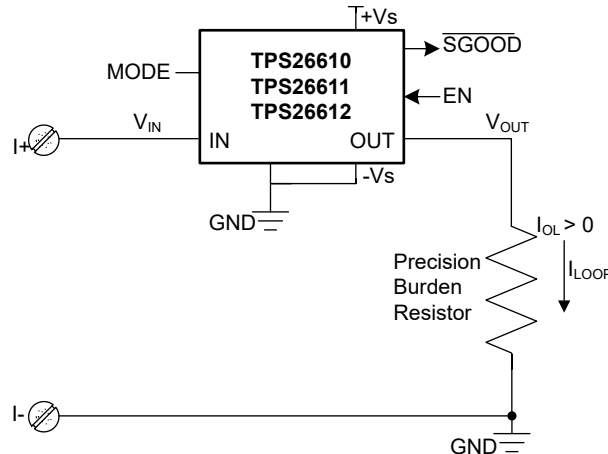 +Vs
TPS26610
TPS26611
TPS26612
SGOOD
MODE
EN
I+
VIN
IN
OUT
VOUT
-Vs
GND
IOL > 0
ILOOP
Precision
Burden
Resistor
I-
GND